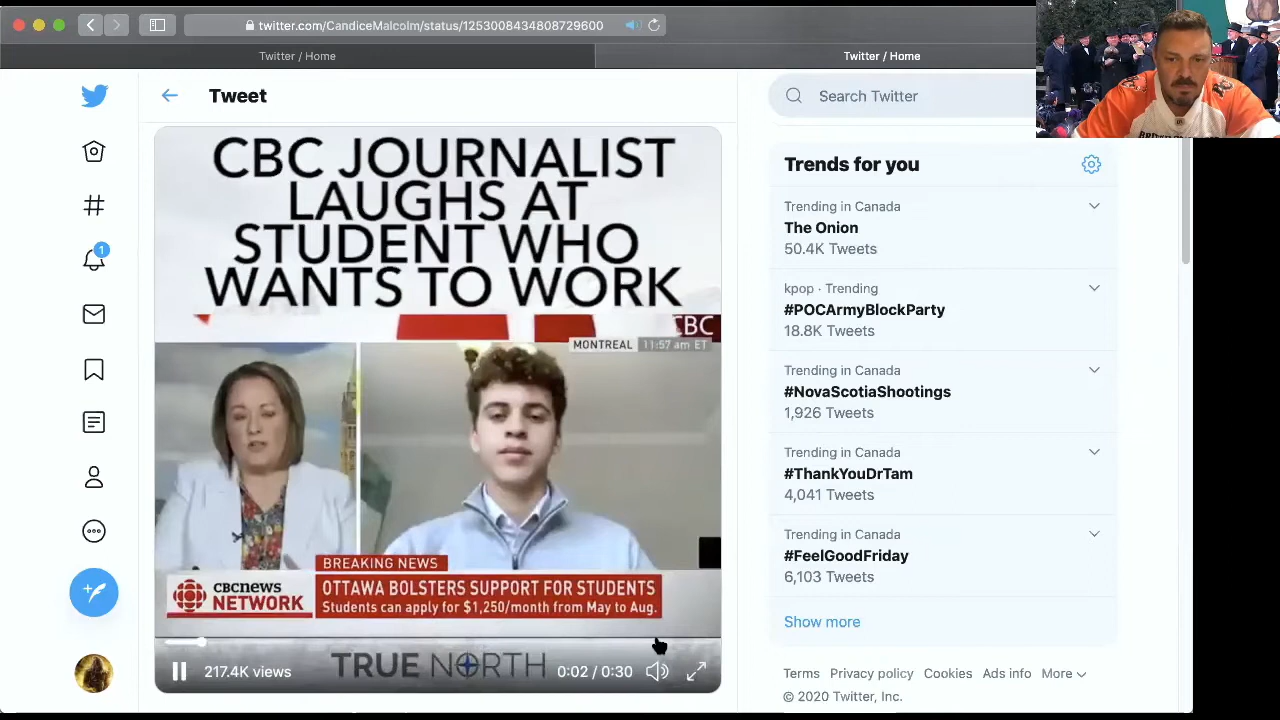 twitter.com/CandiceMalcolm/status/1253008434808729600
Twitter / Home
Twitter / Home
Tweet
Search Twitter
1
CBC JOURNALIST
LAUGHS AT
STUDENT WHO
WANTS TO WORK
CBC
MONTREAL 11:57 am ET
BREAKING NEWS
cbcnews
NETWORK
OTTAWA BOLSTERS SUPPORT FOR STUDENTS
Students can apply for $1,250/month from May to Aug.
217.4K views
TRUE NORTH
0:02 / 0:30
Trends for you
Trending in Canada
The Onion
50.4K Tweets
kpop · Trending
#POCArmyBlockParty
18.8K Tweets
Trending in Canada
#NovaScotiaShootings
1,926 Tweets
Trending in Canada
#ThankYouDrTam
4,041 Tweets
Trending in Canada
#FeelGoodFriday
6,103 Tweets
Show more
Terms Privacy policy Cookies Ads info More
© 2020 Twitter, Inc.